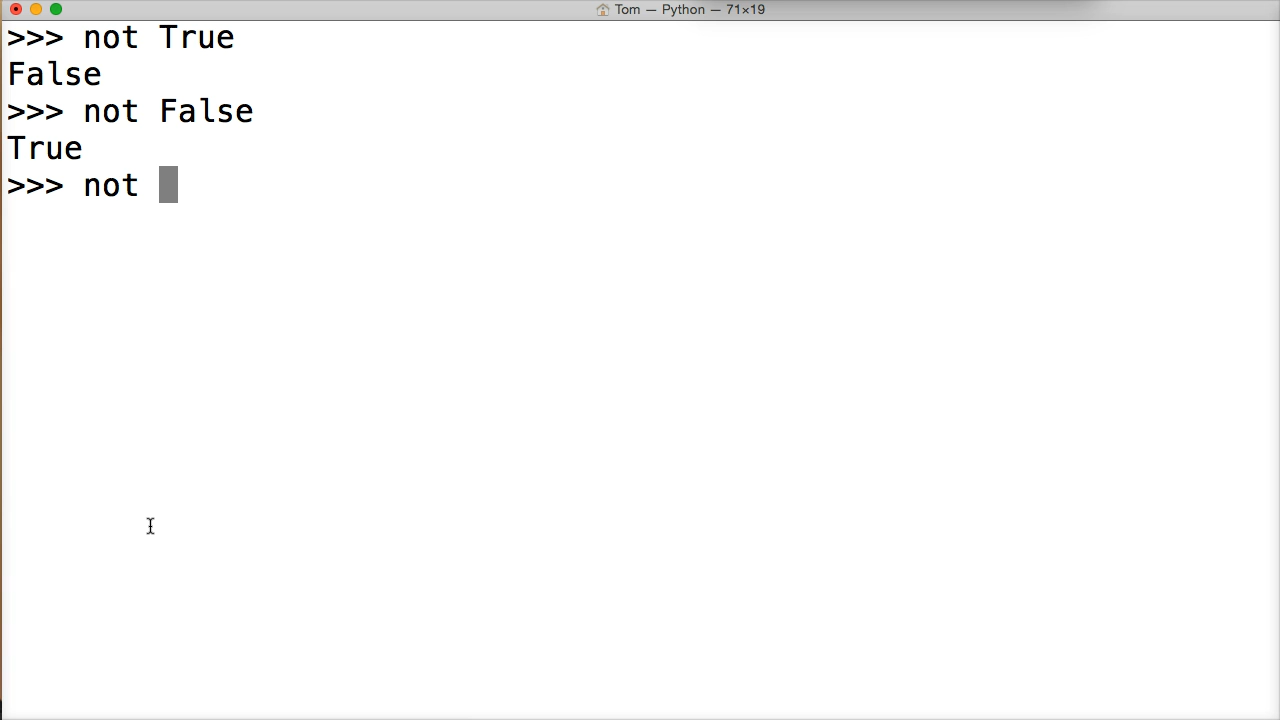 Tom — Python — 71×19
>>> not True
False
>>> not False
True
>>> not